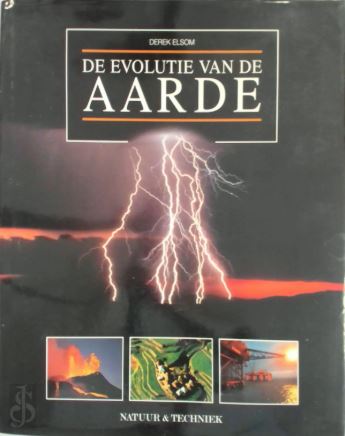 DEREK ELSOM
DE EVOLUTIE VAN DE
AARDE
NATUUR & TECHNIEK